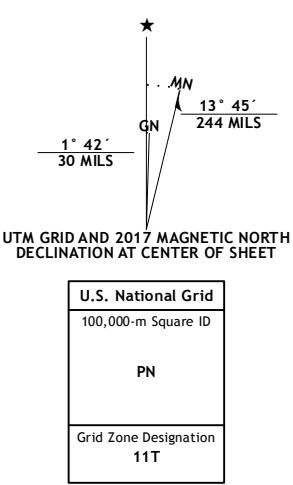 ★
MN
GN
13° 45´
244 MILS
1° 42´
30 MILS
UTM GRID AND 2017 MAGNETIC NORTH
DECLINATION AT CENTER OF SHEET
U.S. National Grid
100,000-m Square ID
PN
Grid Zone Designation
11T